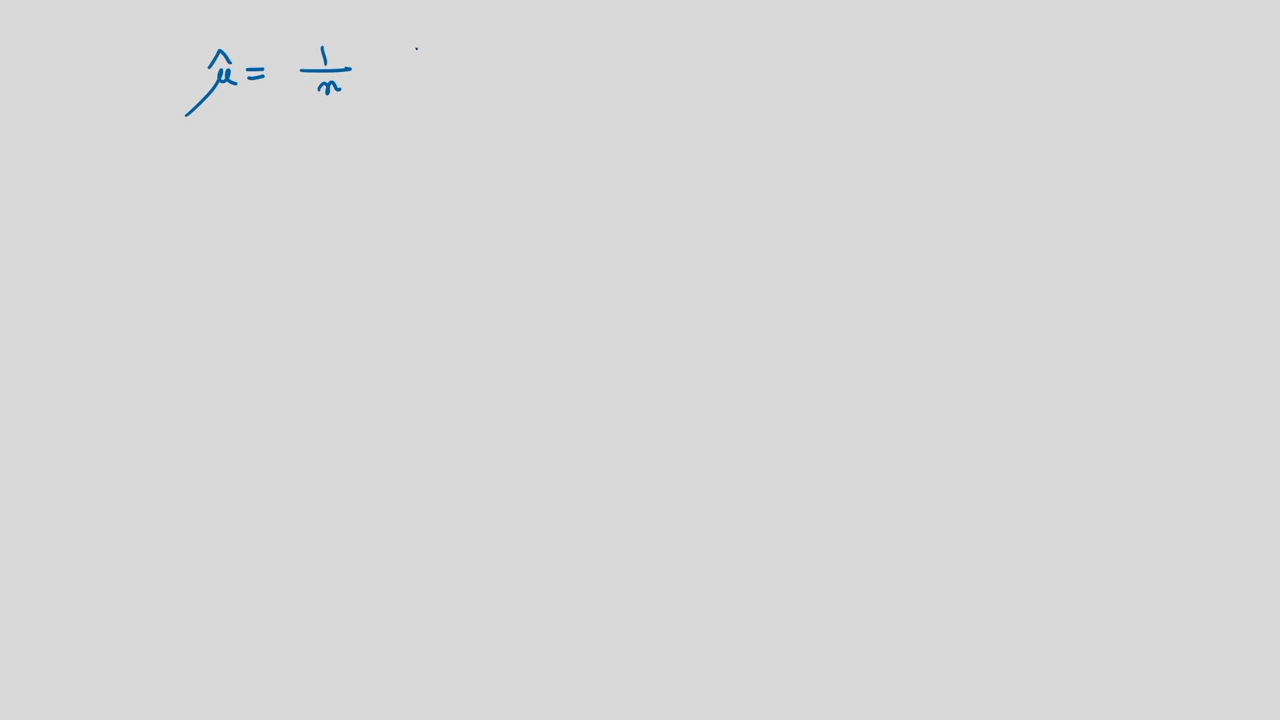 μ̂ = 1/n